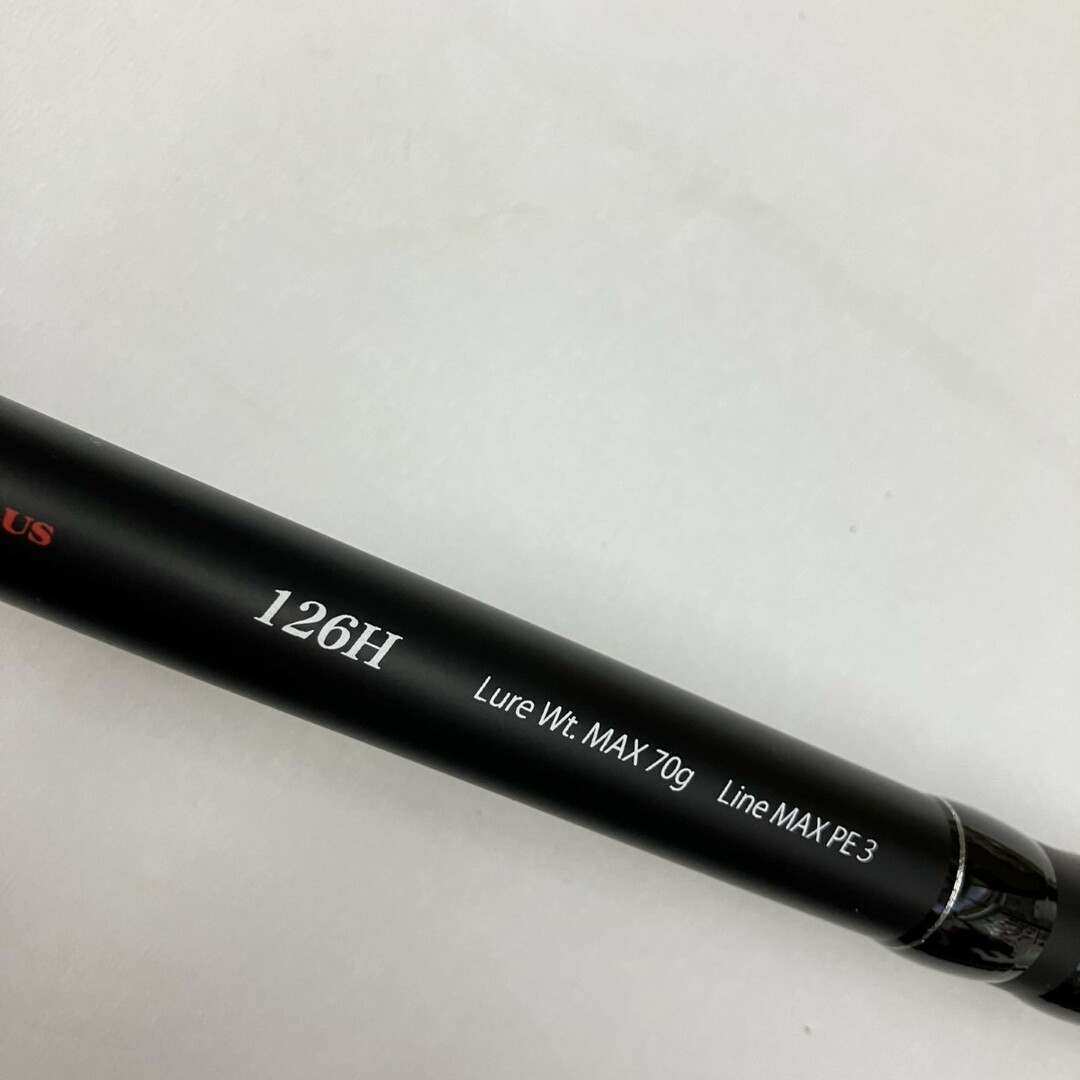 US
126H
Lure Wt. MAX 70g Line MAX PE 3